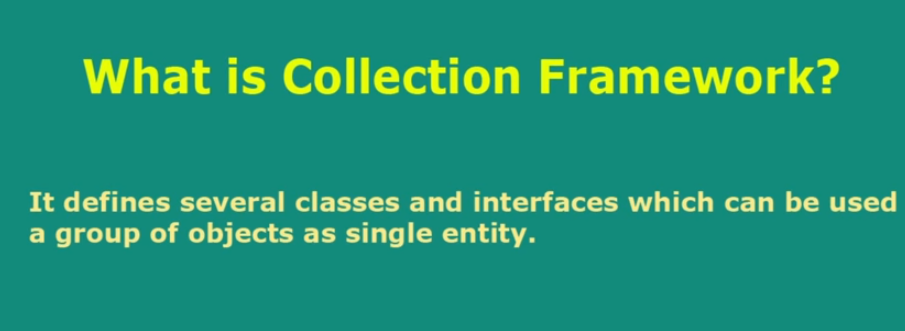 What is Collection Framework?
It defines several classes and interfaces which can be used
a group of objects as single entity.